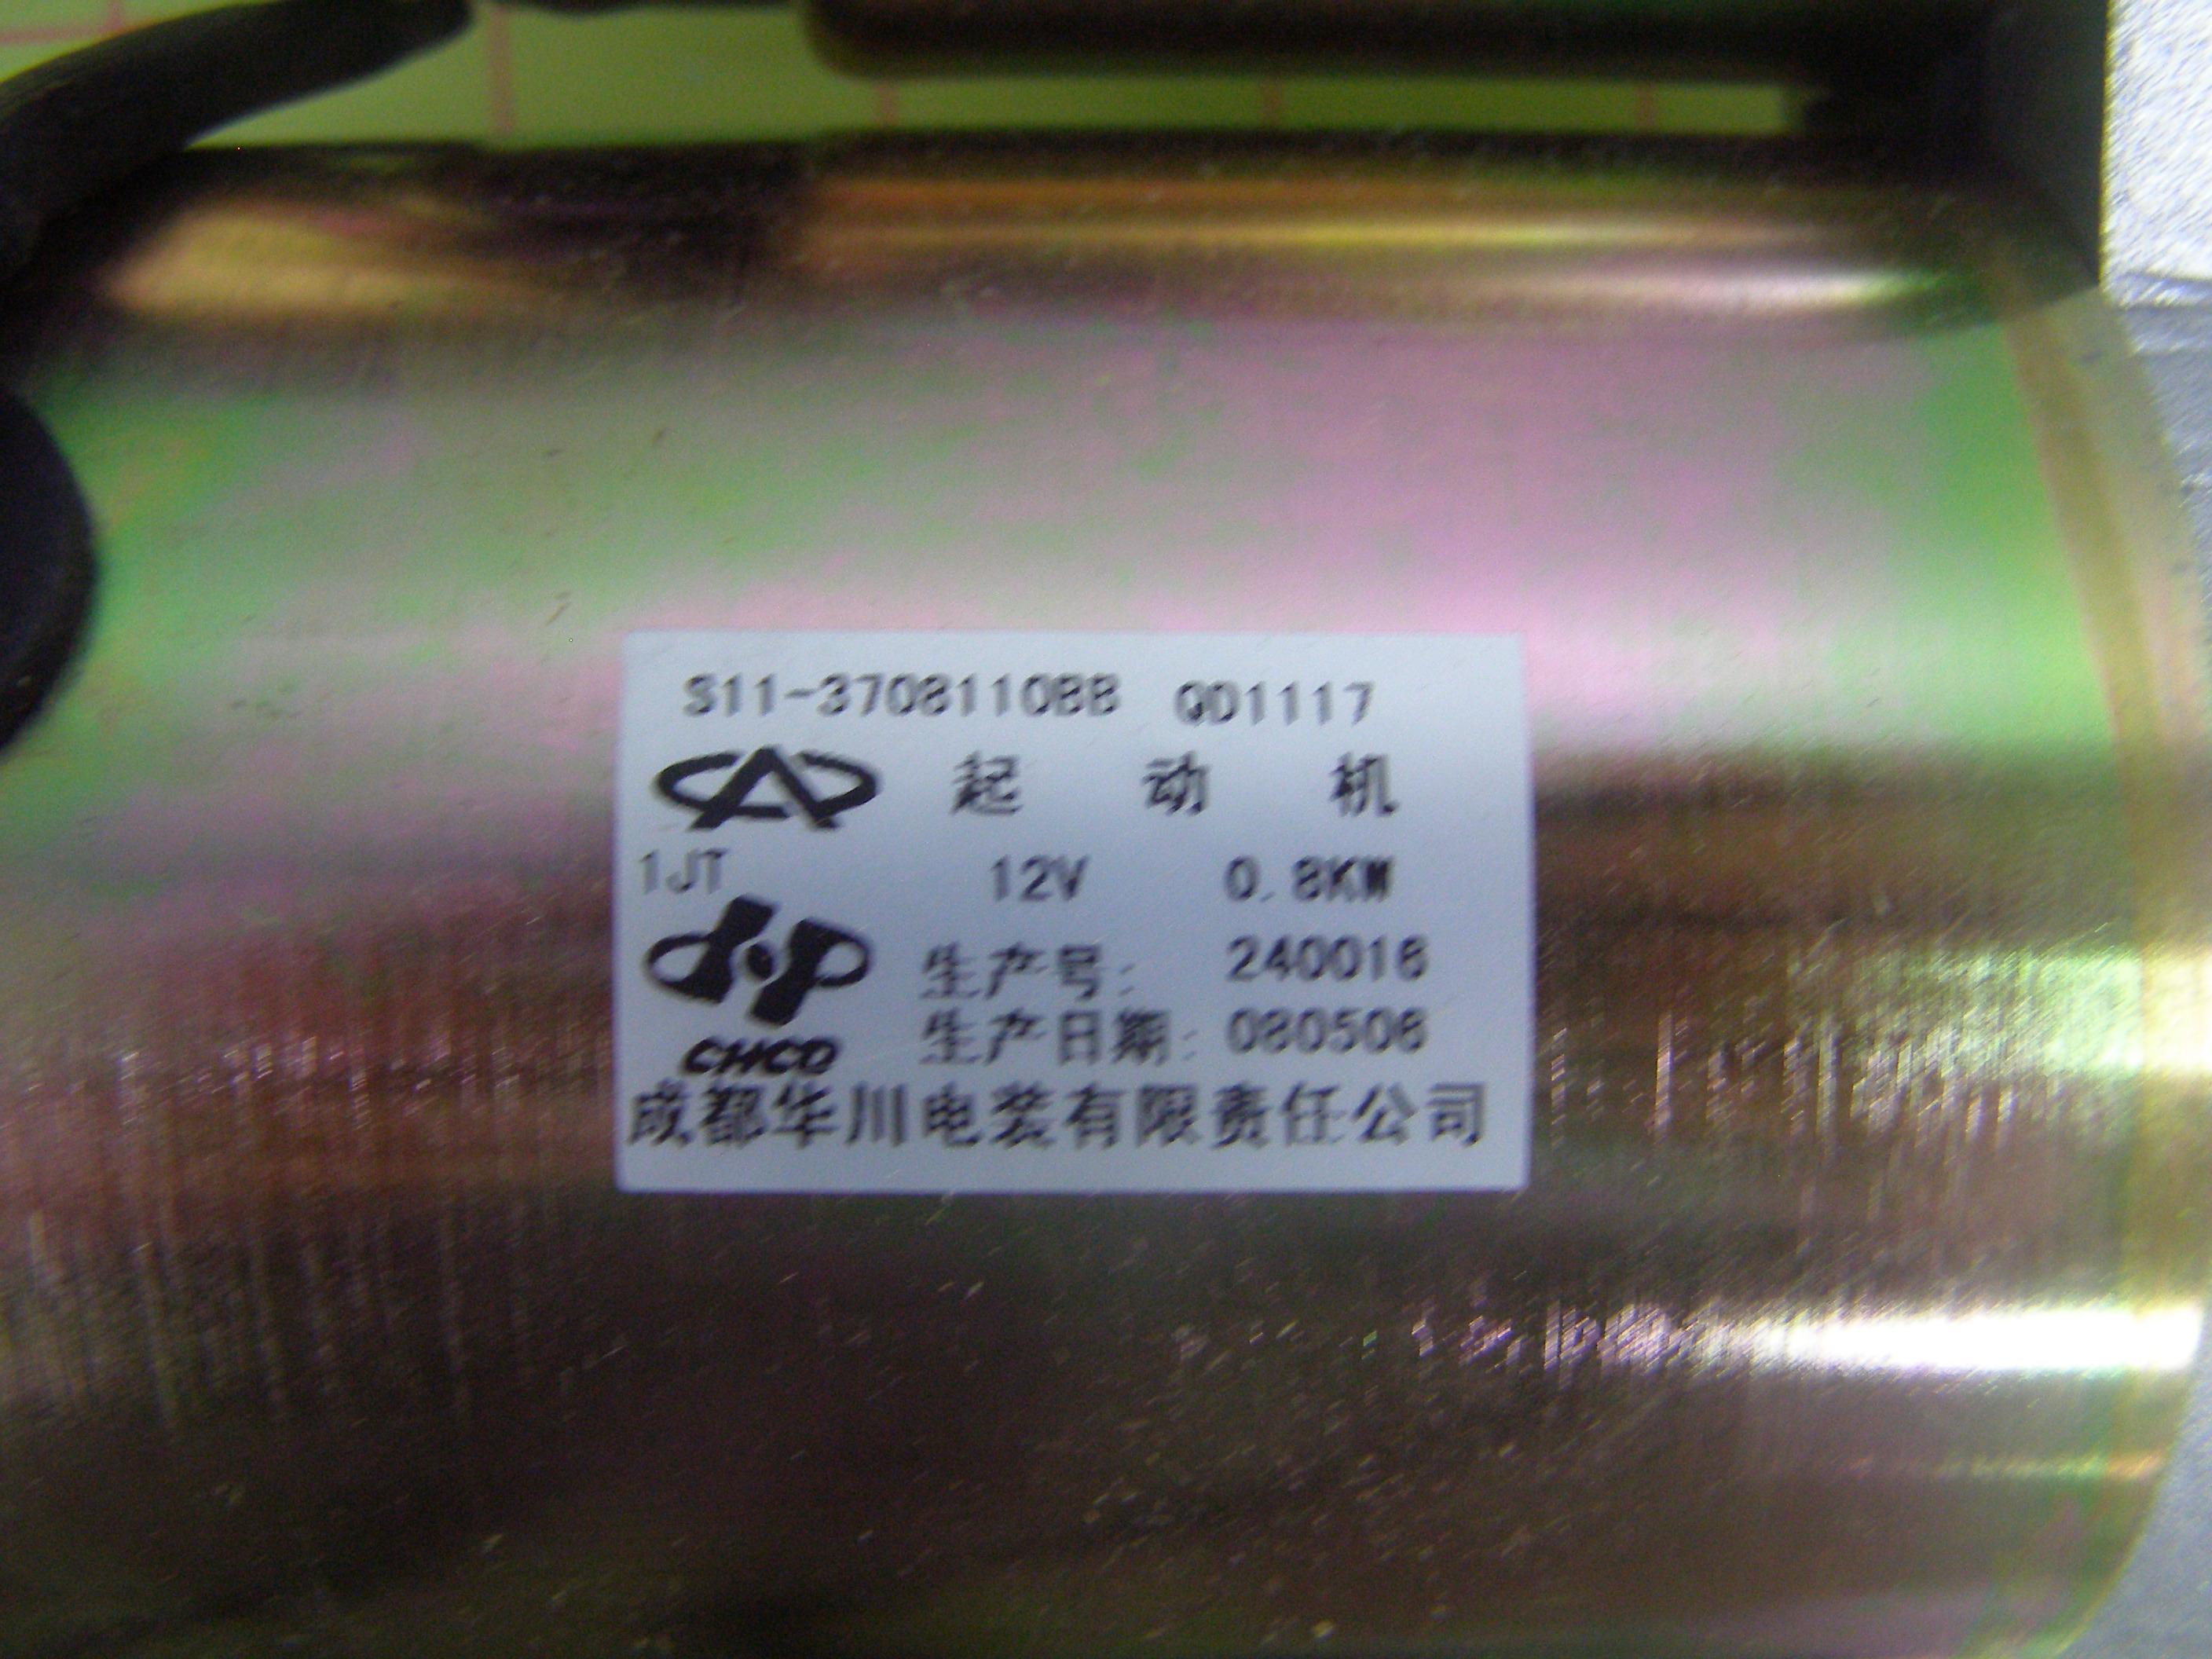 S11-3708110BB QD1117
起动机
1JT 12V 0.8KW
生产号: 240016
CHCD 生产日期: 080506
成都华川电装有限责任公司